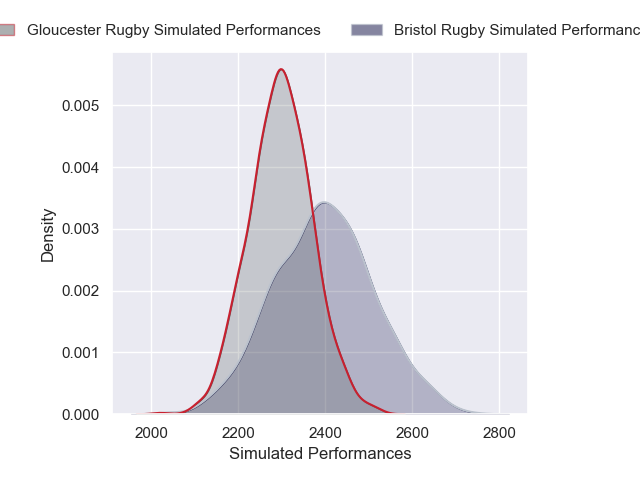 Gloucester Rugby Simulated Performances
Bristol Rugby Simulated Performanc
0.005
0.004
0.003
0.002
0.001
0.000
Density
2000 2200 2400 2600 2800
Simulated Performances